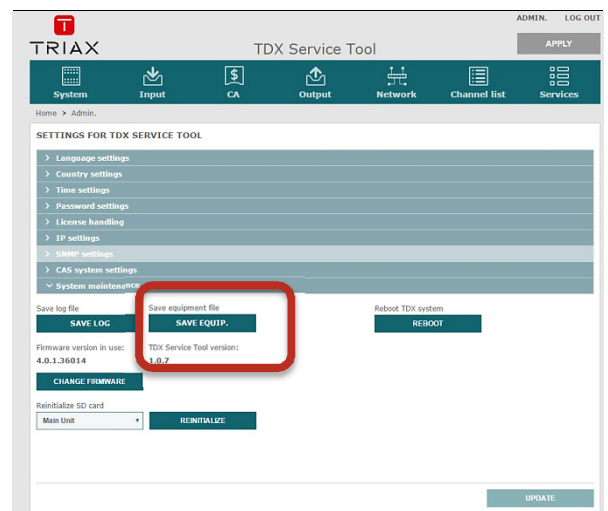 ADMIN. LOG OUT
T
TRIAX
TDX Service Tool
APPLY
System Input CA Output Network Channel list Services
Home > Admin.
SETTINGS FOR TDX SERVICE TOOL
> Language settings
> Country settings
> Time settings
> Password settings
> License handling
> IP settings
> SNMP settings
> CAS system settings
System maintenance
Save log file Save equipment file Reboot TDX system
SAVE LOG SAVE EQUIP. REBOOT
Firmware version in use: TDX Service Tool version:
4.0.1.36014 1.0.7
CHANGE FIRMWARE
Reinitialize SD card
Main Unit REINITIALIZE
UPDATE